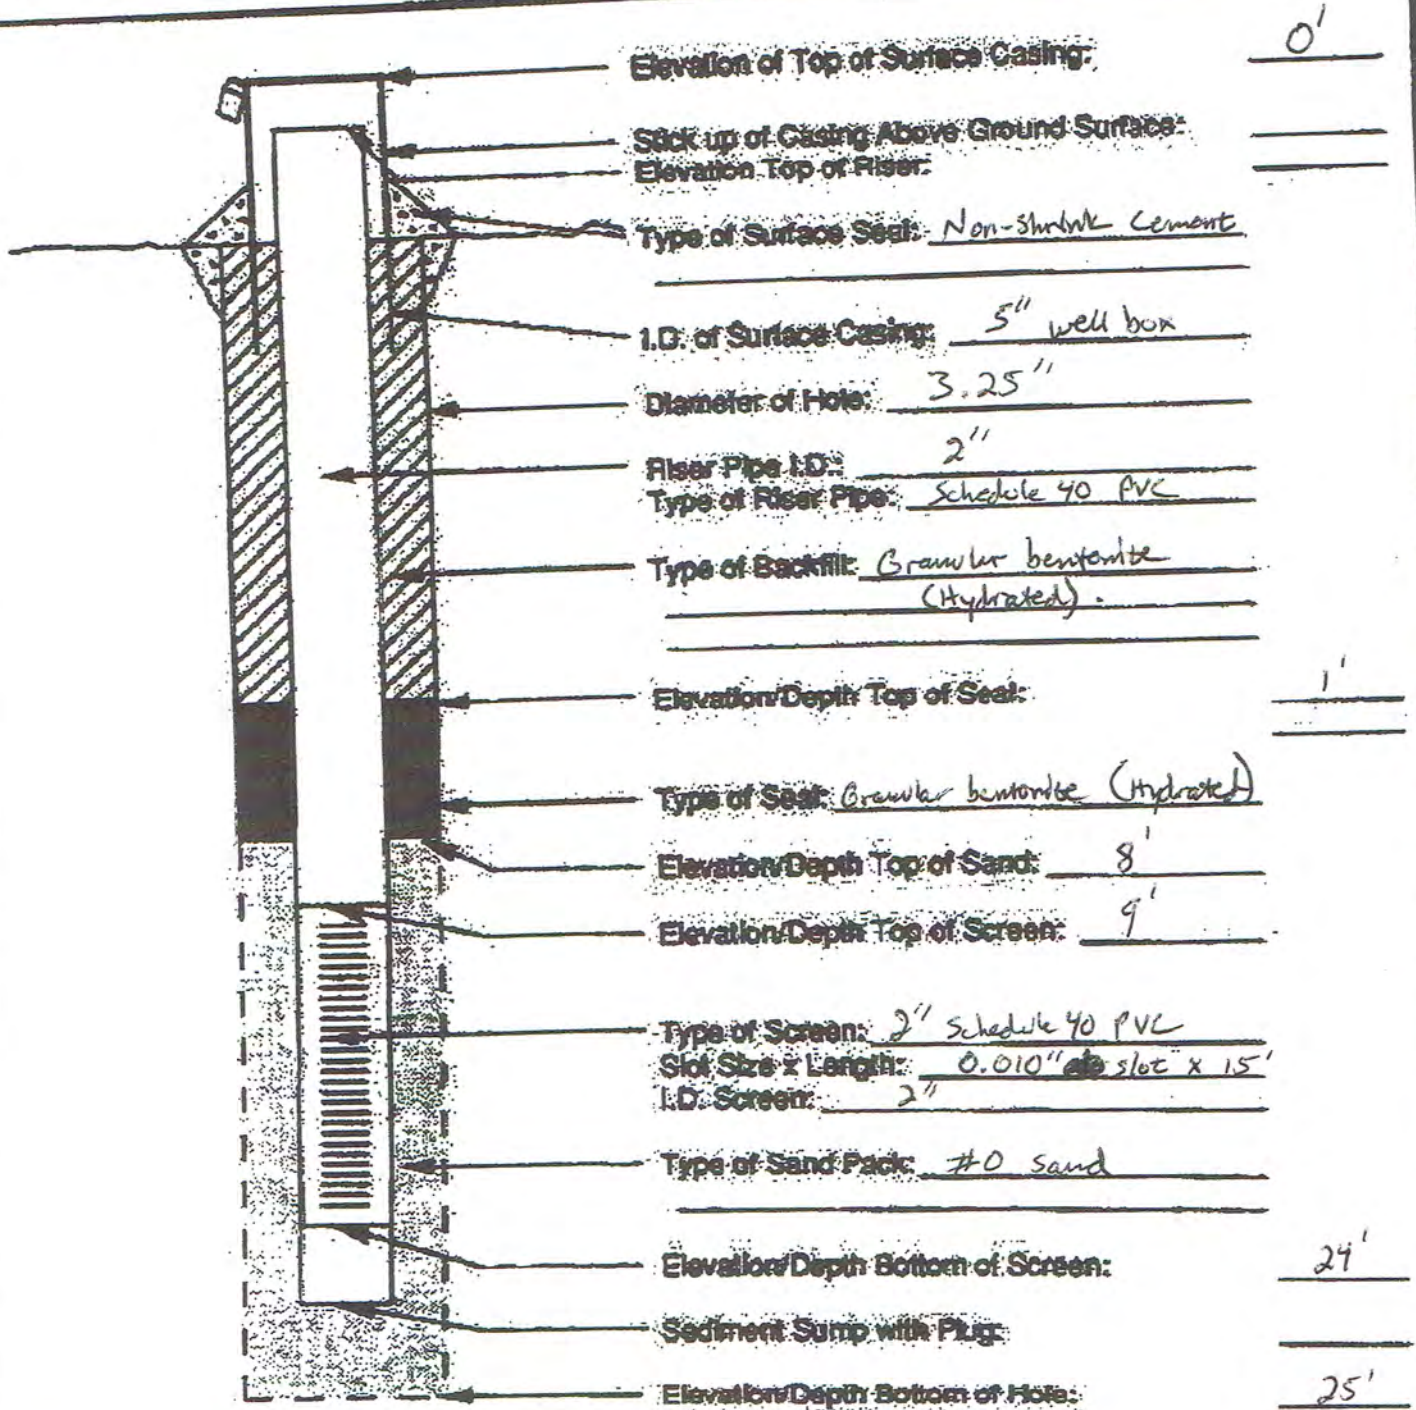 Elevation of Top of Surface Casing: 0'
Stick up of Casing Above Ground Surface:
Elevation Top of Riser:
Type of Surface Seal: Non-shrink Cement
I.D. of Surface Casing: 5" well box
Diameter of Hole: 3.25"
Riser Pipe I.D.: 2"
Type of Riser Pipe: Schedule 40 PVC
Type of Backfill: Granular bentonite
(Hydrated).
Elevation/Depth Top of Seal: 1'
Type of Seal: Granular bentonite (Hydrated)
Elevation/Depth Top of Sand: 8'
Elevation/Depth Top of Screen: 9'
Type of Screen: 2" Schedule 40 PVC
Slot Size x Length: 0.010" slot x 15'
I.D. Screen: 2"
Type of Sand Pack: #0 sand
Elevation/Depth Bottom of Screen: 24'
Sediment Sump with Plug:
Elevation/Depth Bottom of Hole: 25'